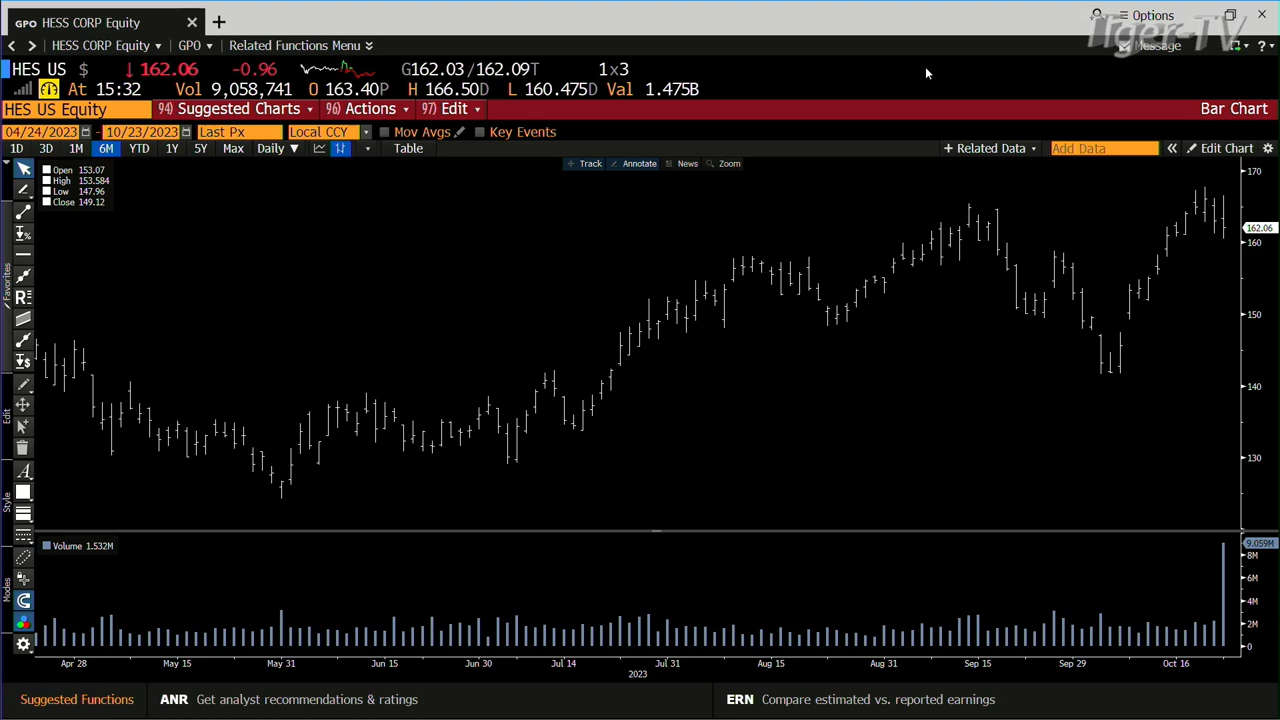 GPO HESS CORP Equity
Options
HESS CORP Equity GPO Related Functions Menu
Tiger-TV
Message
HES US $ ↓162.06 -0.96 G162.03/162.09T 1x3
At 15:32 Vol 9,058,741 O 163.40P H 166.50D L 160.475D Val 1.475B
HES US Equity 94) Suggested Charts 96) Actions 97) Edit Bar Chart
04/24/2023 - 10/23/2023 Last Px Local CCY Mov Avgs Key Events
1D 3D 1M 6M YTD 1Y 5Y Max Daily ▼ Table + Related Data Add Data « Edit Chart
Track Annotate News Zoom
Open 153.07
High 153.584
Low 147.96
Close 149.12
170
162.06
160
150
140
130
Favorites
Edit
Style
Modes
Volume 1.532M
9.059M
8M
6M
4M
2M
0
Apr 28 May 15 May 31 Jun 15 Jun 30 Jul 14 Jul 31 Aug 15 Aug 31 Sep 15 Sep 29 Oct 16
2023
Suggested Functions ANR Get analyst recommendations & ratings ERN Compare estimated vs. reported earnings